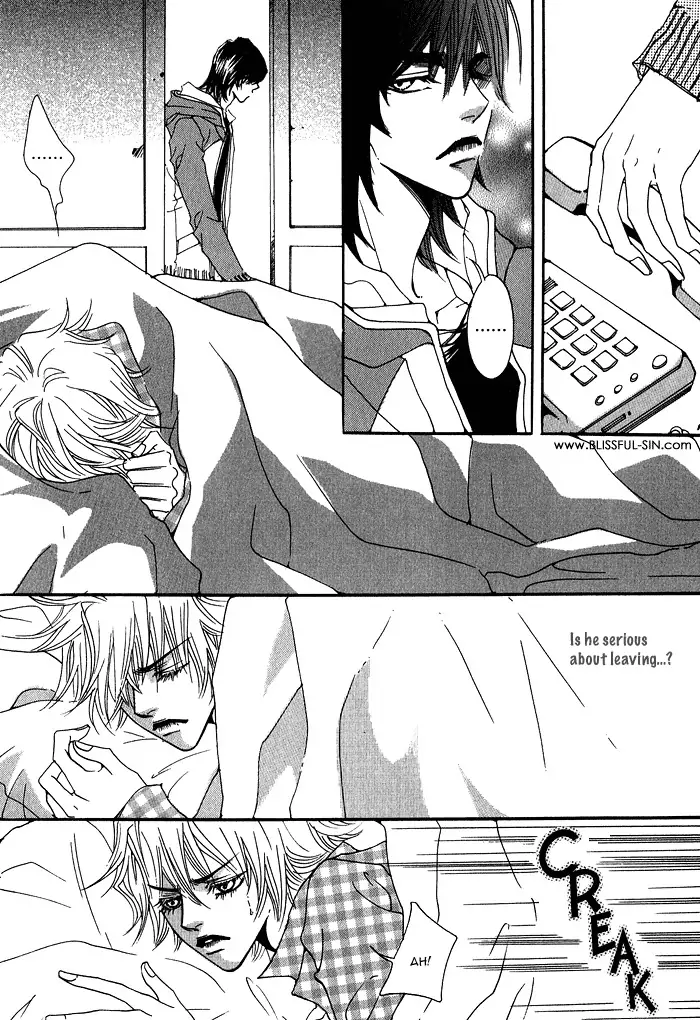 ......
......
www.BLISSFUL-SIN.com
Is he serious
about leaving...?
CREAK
AH!